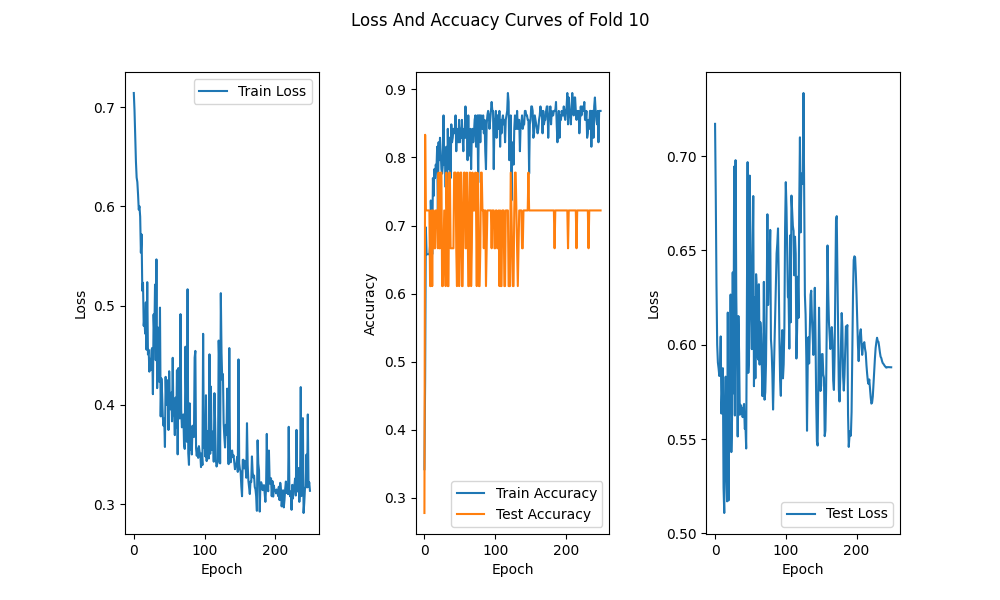 Loss And Accuacy Curves of Fold 10
Train Loss
0.7
0.6
0.5
0.4
0.3
Loss
0
100
200
Epoch
0.9
0.8
0.7
0.6
0.5
0.4
0.3
Accuracy
Train Accuracy
Test Accuracy
0
100
200
Epoch
0.70
0.65
0.60
0.55
0.50
Loss
Test Loss
0
100
200
Epoch